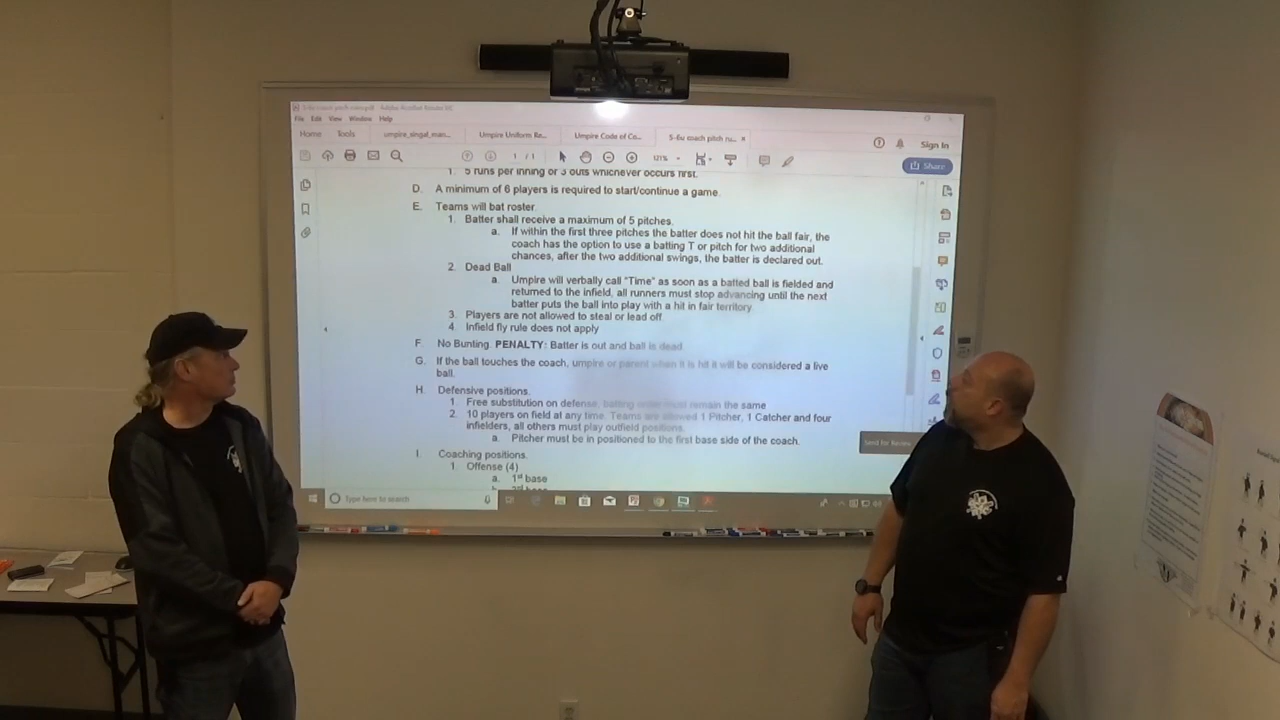 File Edit View Window Help
Home Tools umpire_singal_man... Umpire Uniform Re... Umpire Code of Co... 5-6u coach pitch ru... × Sign In
1 / 1 121% Share
1. 5 runs per inning or 3 outs whichever occurs first.
D. A minimum of 6 players is required to start/continue a game.
E. Teams will bat roster.
1. Batter shall receive a maximum of 5 pitches.
a. If within the first three pitches the batter does not hit the ball fair, the
coach has the option to use a batting T or pitch for two additional
chances, after the two additional swings, the batter is declared out.
2. Dead Ball
a. Umpire will verbally call "Time" as soon as a batted ball is fielded and
returned to the infield, all runners must stop advancing until the next
batter puts the ball into play with a hit in fair territory
3. Players are not allowed to steal or lead off
4. Infield fly rule does not apply
F. No Bunting. PENALTY: Batter is out and ball is dead
G. If the ball touches the coach, umpire or parent when it is hit it will be considered a live
ball.
H. Defensive positions.
1. Free substitution on defense, batting order must remain the same
2. 10 players on field at any time. Teams are allowed 1 Pitcher, 1 Catcher and four
infielders, all others must play outfield positions.
a. Pitcher must be in positioned to the first base side of the coach.
Send for Review
I. Coaching positions.
1. Offense (4)
a. 1st base
Type here to search